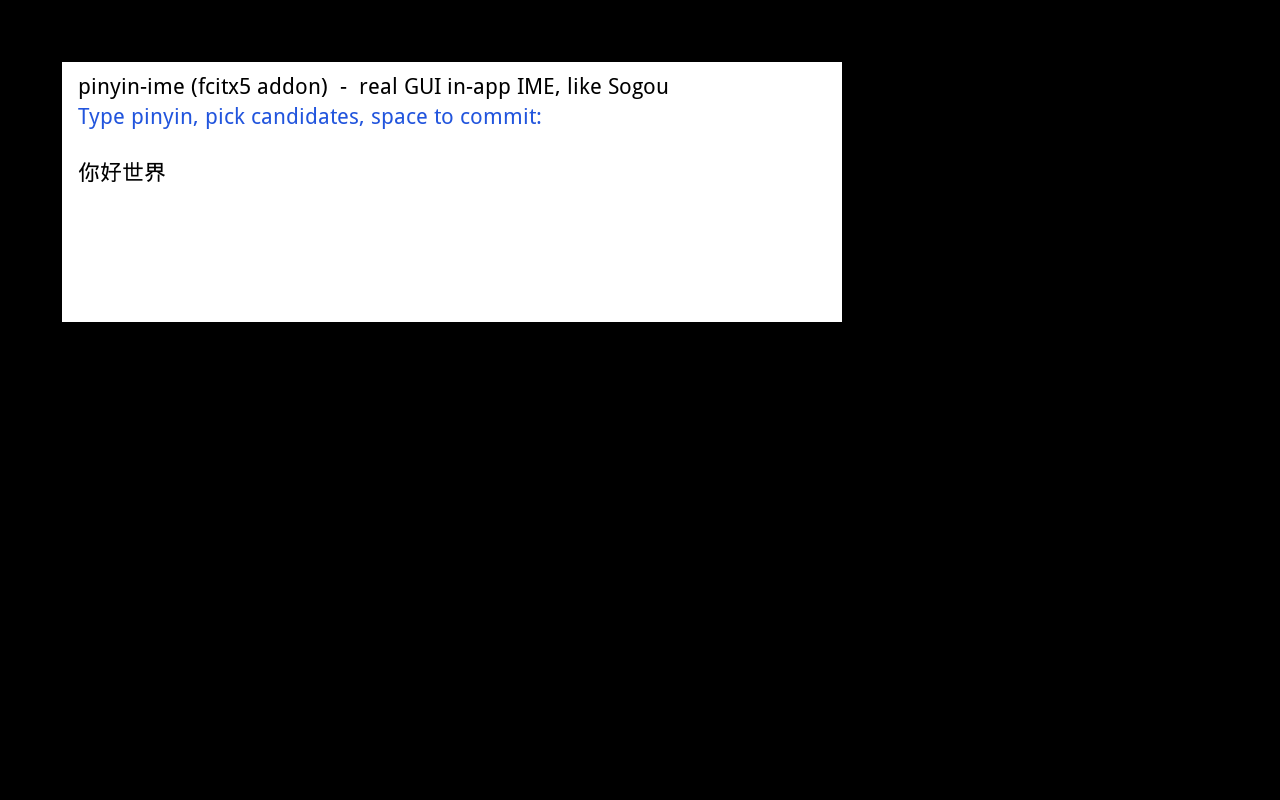 pinyin-ime (fcitx5 addon)  -  real GUI in-app IME, like Sogou
Type pinyin, pick candidates, space to commit:
你好世界